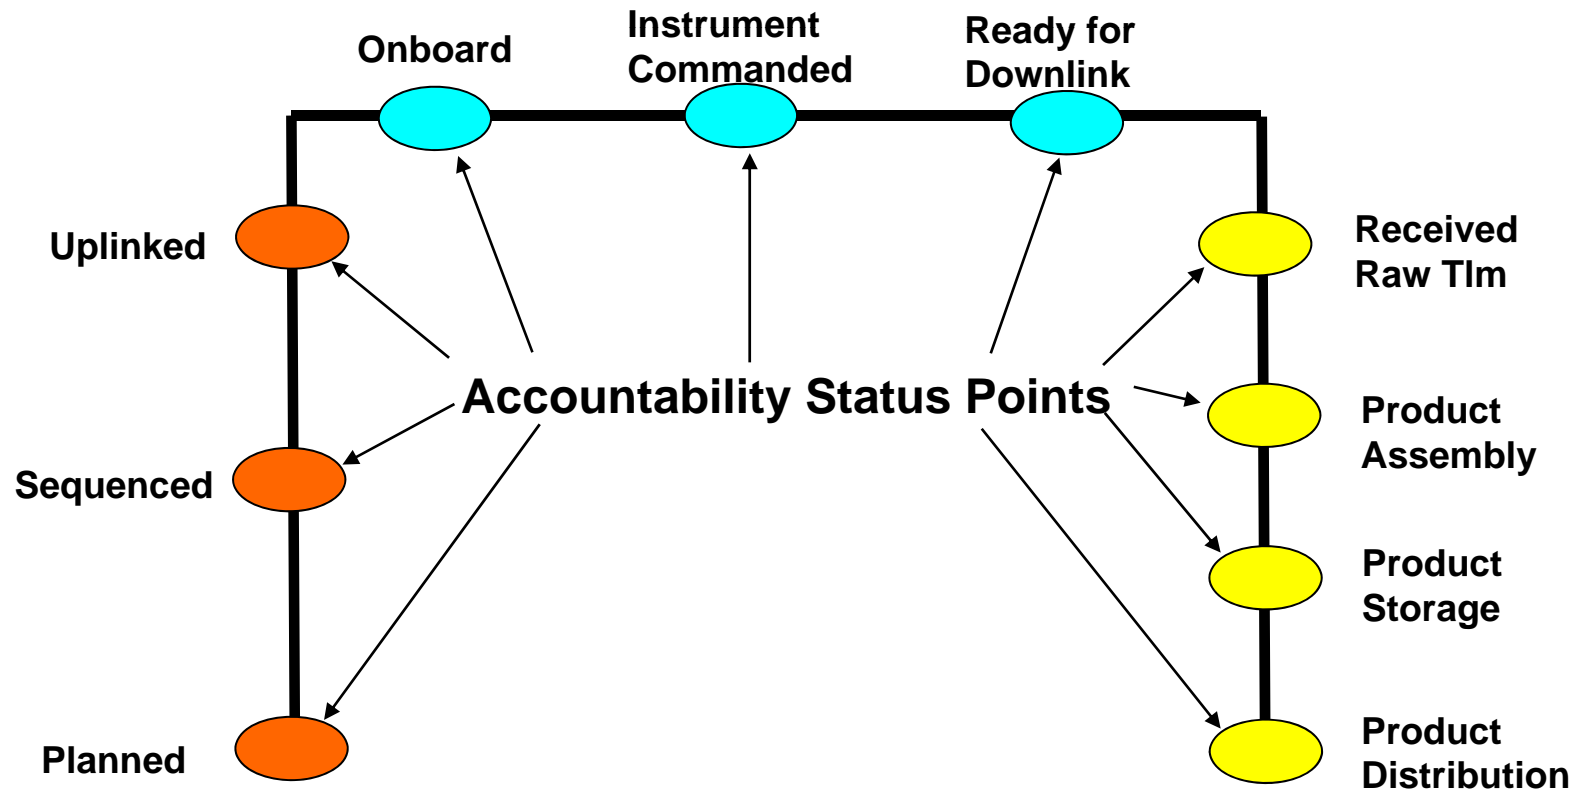 Onboard
Instrument
Commanded
Ready for
Downlink
Uplinked
Received
Raw Tlm
Accountability Status Points
Product
Assembly
Sequenced
Product
Storage
Planned
Product
Distribution